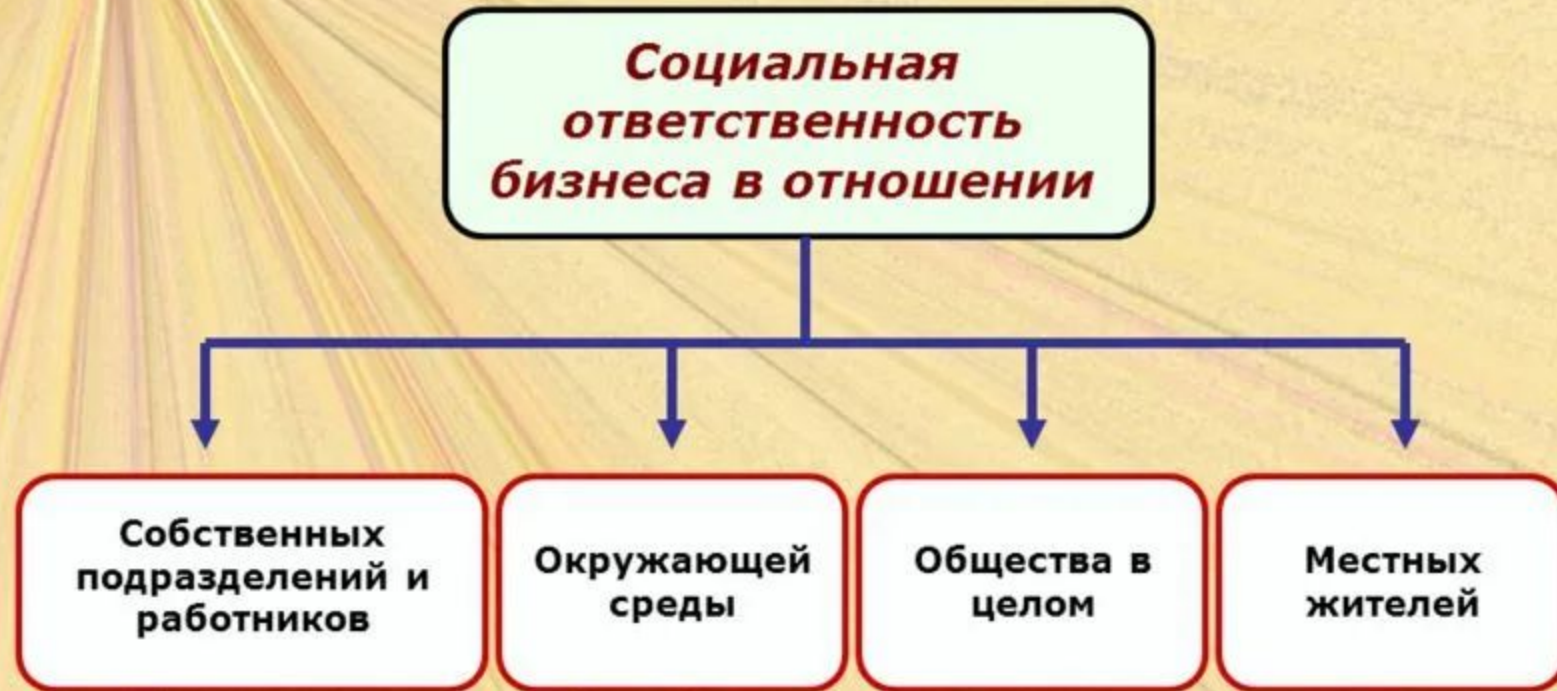 Социальная
ответственность
бизнеса в отношении
Собственных
подразделений и
работников
Окружающей
среды
Общества в
целом
Местных
жителей